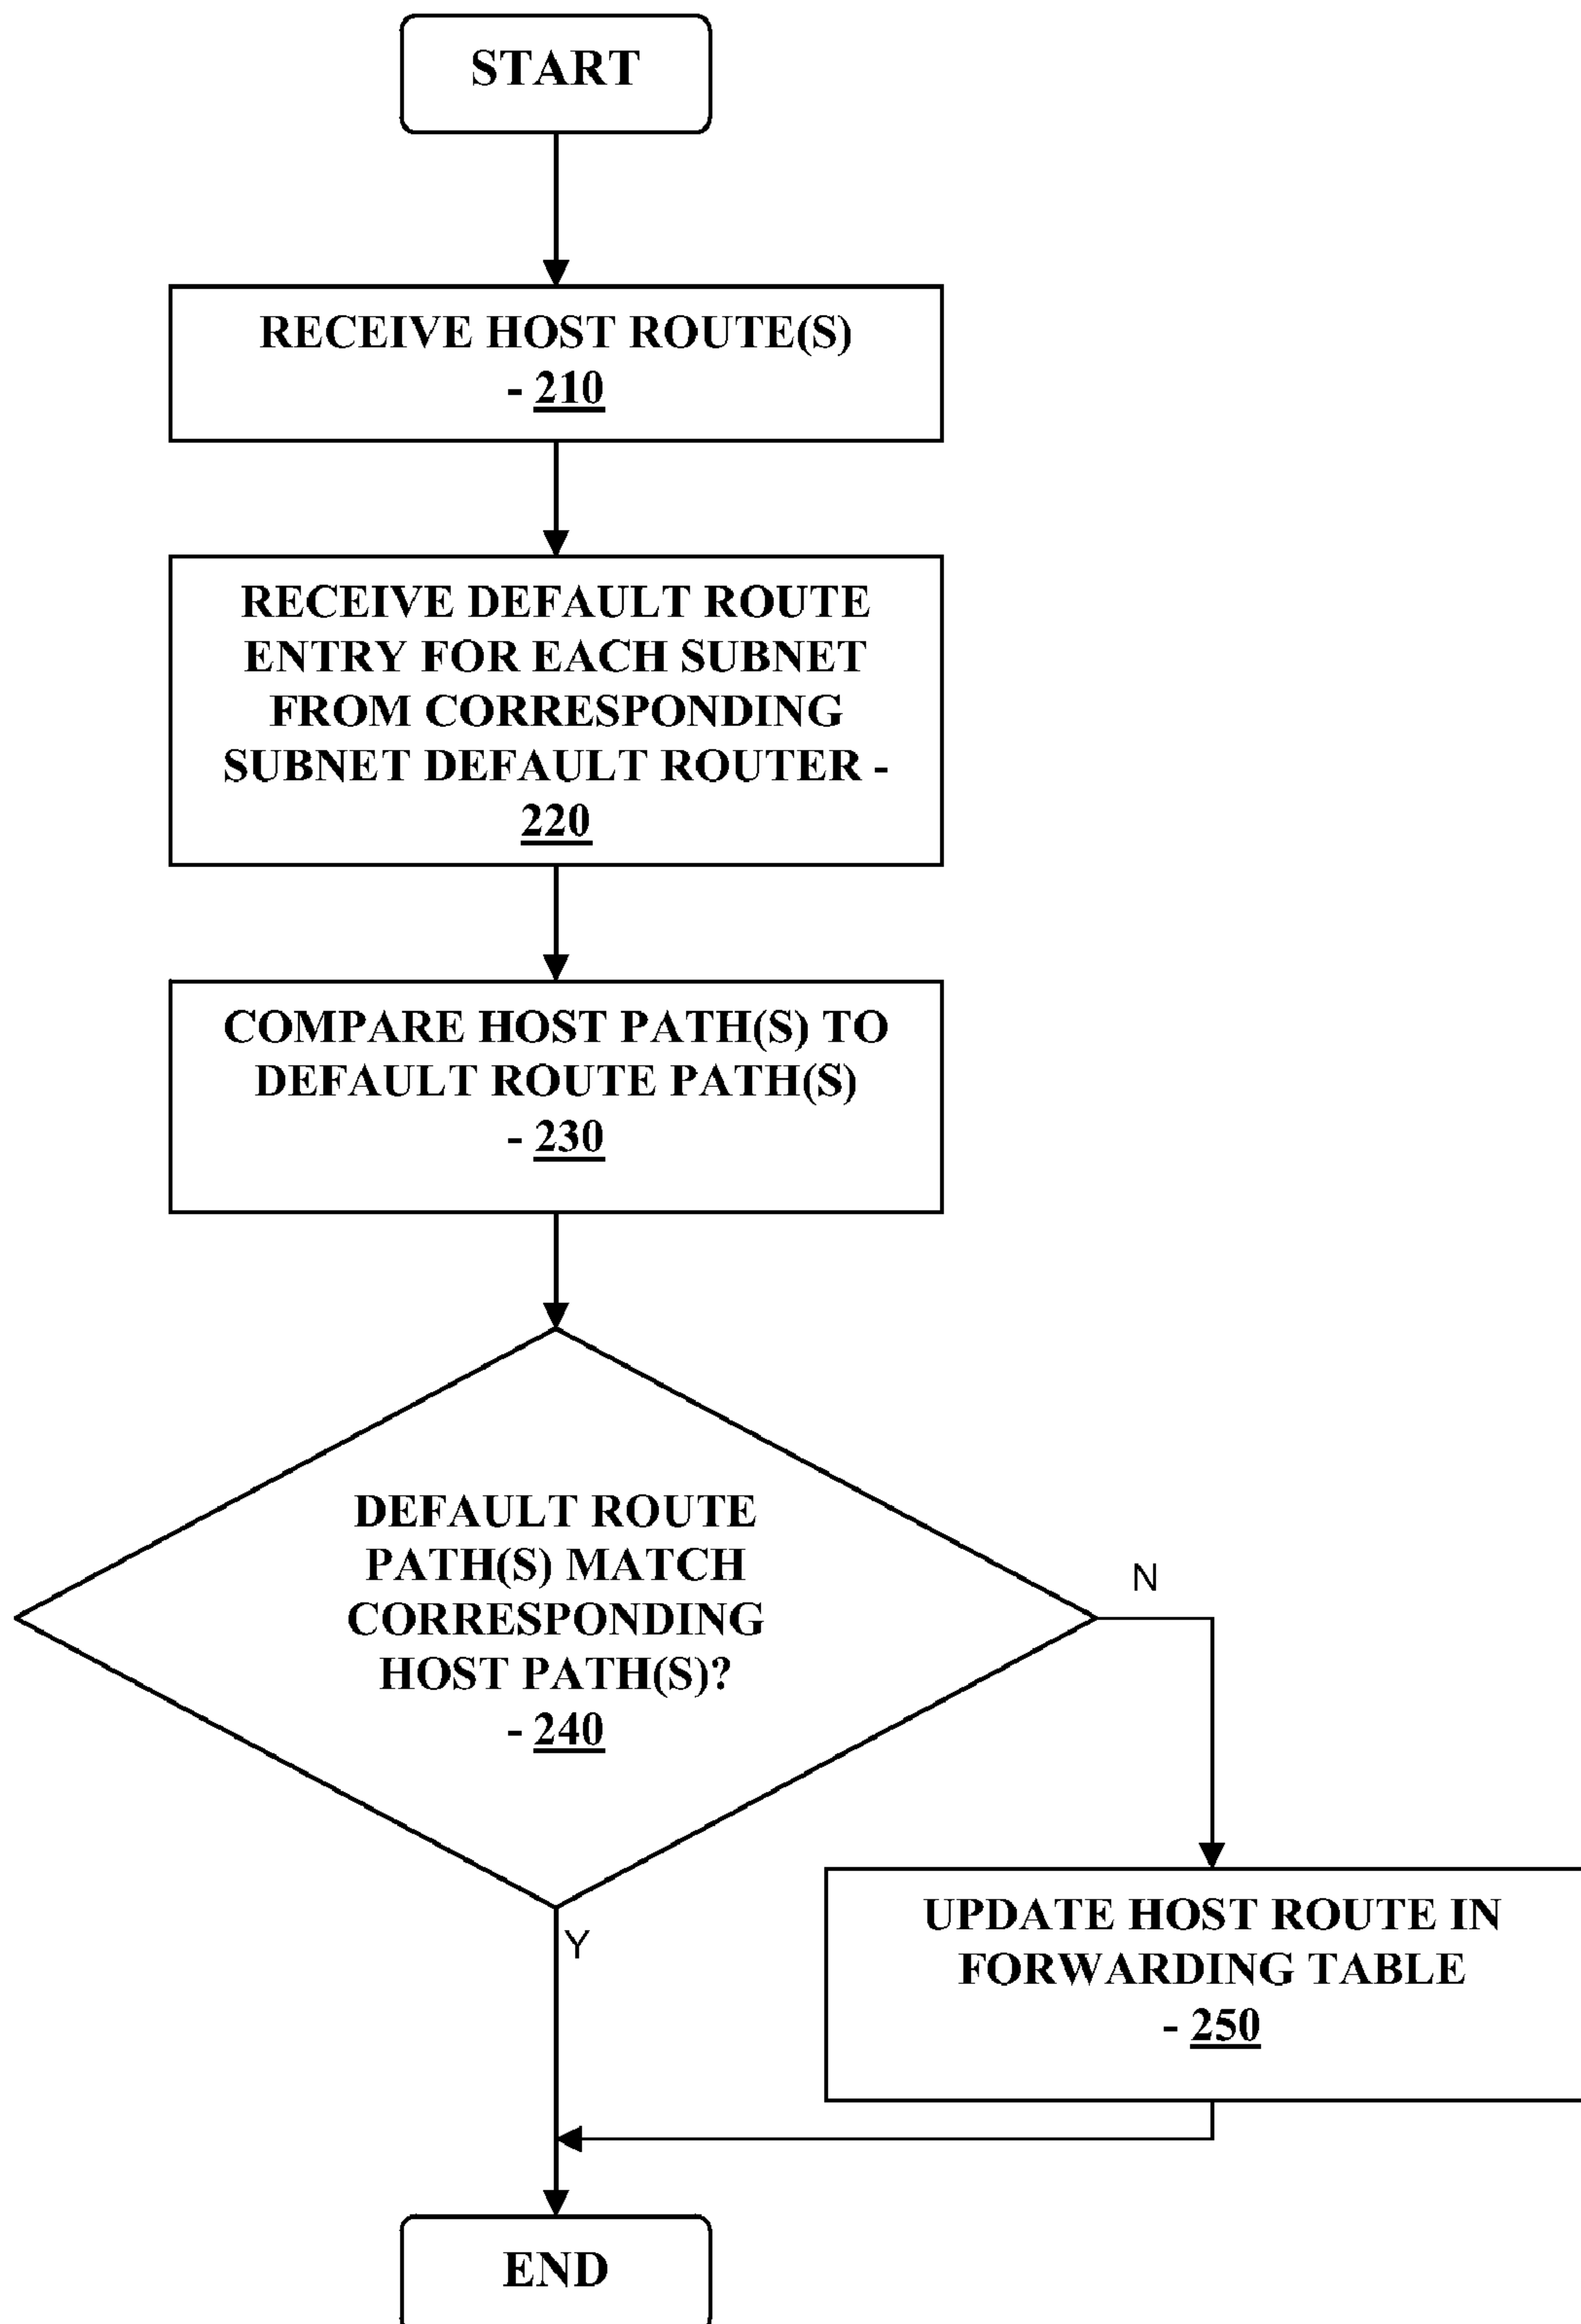 START
RECEIVE HOST ROUTE(S)
- 210
RECEIVE DEFAULT ROUTE
ENTRY FOR EACH SUBNET
FROM CORRESPONDING
SUBNET DEFAULT ROUTER -
220
COMPARE HOST PATH(S) TO
DEFAULT ROUTE PATH(S)
- 230
DEFAULT ROUTE
PATH(S) MATCH
CORRESPONDING
HOST PATH(S)?
- 240
N
Y
UPDATE HOST ROUTE IN
FORWARDING TABLE
- 250
END